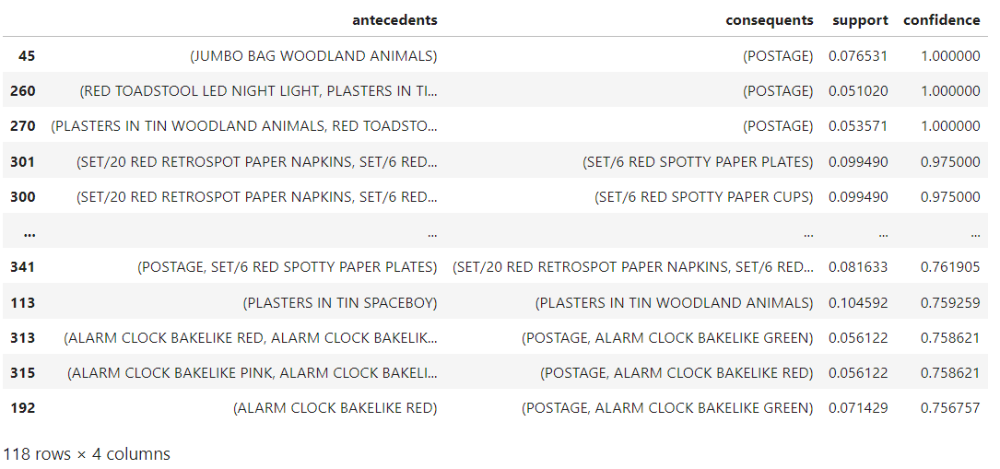 antecedents consequents support confidence
45 (JUMBO BAG WOODLAND ANIMALS) (POSTAGE) 0.076531 1.000000
260 (RED TOADSTOOL LED NIGHT LIGHT, PLASTERS IN TI... (POSTAGE) 0.051020 1.000000
270 (PLASTERS IN TIN WOODLAND ANIMALS, RED TOADSTO... (POSTAGE) 0.053571 1.000000
301 (SET/20 RED RETROSPOT PAPER NAPKINS, SET/6 RED... (SET/6 RED SPOTTY PAPER PLATES) 0.099490 0.975000
300 (SET/20 RED RETROSPOT PAPER NAPKINS, SET/6 RED... (SET/6 RED SPOTTY PAPER CUPS) 0.099490 0.975000
... ... ... ... ...
341 (POSTAGE, SET/6 RED SPOTTY PAPER PLATES) (SET/20 RED RETROSPOT PAPER NAPKINS, SET/6 RED... 0.081633 0.761905
113 (PLASTERS IN TIN SPACEBOY) (PLASTERS IN TIN WOODLAND ANIMALS) 0.104592 0.759259
313 (ALARM CLOCK BAKELIKE RED, ALARM CLOCK BAKELIK... (POSTAGE, ALARM CLOCK BAKELIKE GREEN) 0.056122 0.758621
315 (ALARM CLOCK BAKELIKE PINK, ALARM CLOCK BAKELI... (POSTAGE, ALARM CLOCK BAKELIKE RED) 0.056122 0.758621
192 (ALARM CLOCK BAKELIKE RED) (POSTAGE, ALARM CLOCK BAKELIKE GREEN) 0.071429 0.756757
118 rows × 4 columns